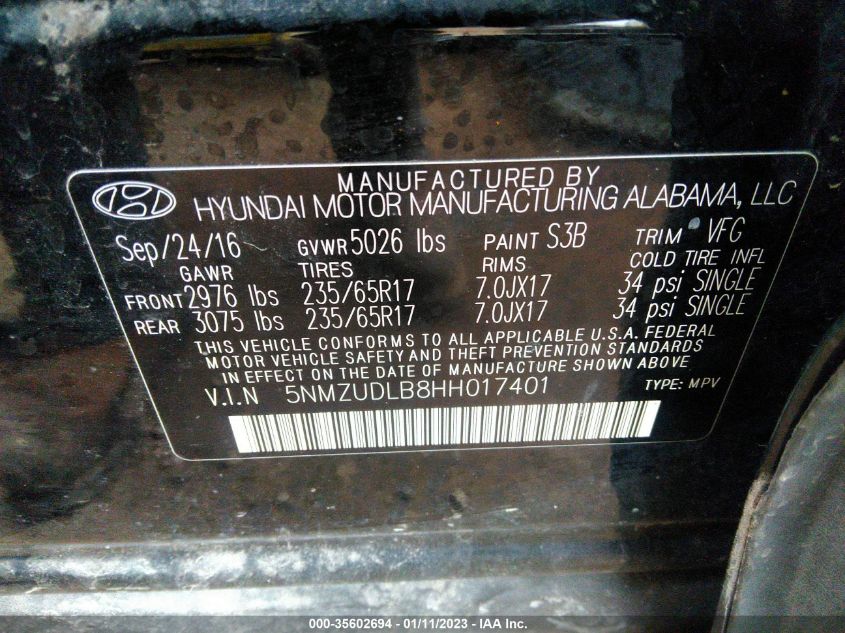 MANUFACTURED BY
HYUNDAI MOTOR MANUFACTURING ALABAMA, LLC
Sep/24/16 GVWR 5026 lbs PAINT S3B TRIM VFG
GAWR TIRES RIMS COLD TIRE INFL
FRONT 2976 lbs 235/65R17 7.0JX17 34 psi SINGLE
REAR 3075 lbs 235/65R17 7.0JX17 34 psi SINGLE
THIS VEHICLE CONFORMS TO ALL APPLICABLE U.S.A. FEDERAL
MOTOR VEHICLE SAFETY AND THEFT PREVENTION STANDARDS
IN EFFECT ON THE DATE OF MANUFACTURE SHOWN ABOVE
V.I.N 5NMZUDLB8HH017401 TYPE: MPV
000-35602694 - 01/11/2023 - IAA Inc.